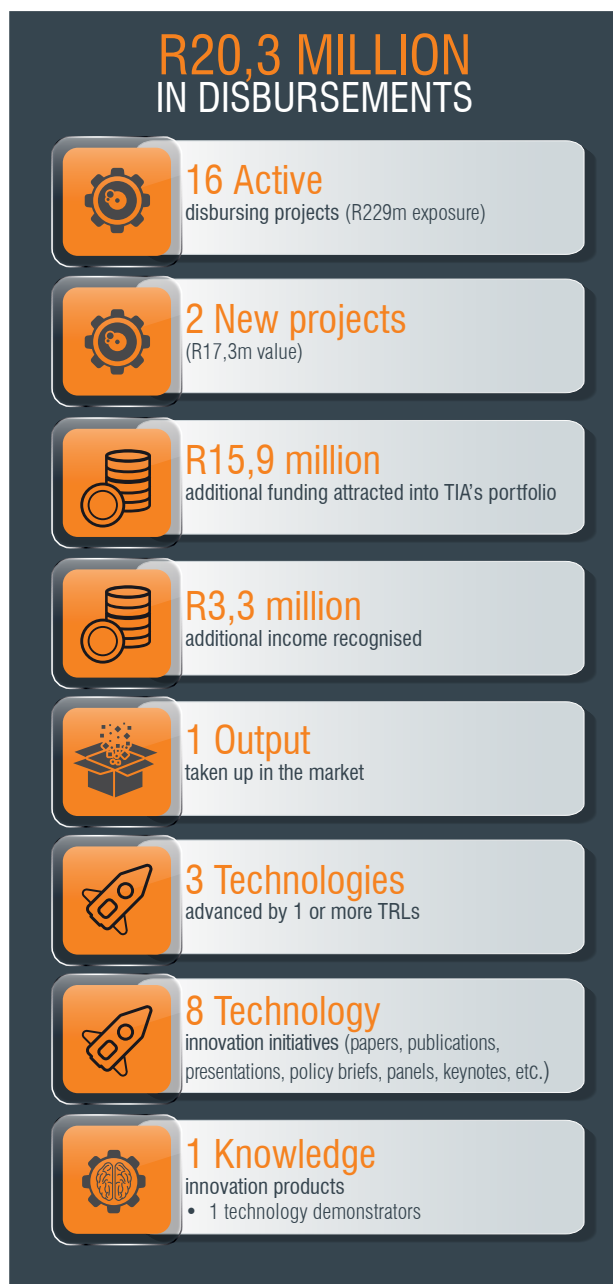 R20,3 MILLION
IN DISBURSEMENTS
16 Active
disbursing projects (R229m exposure)
2 New projects
(R17,3m value)
R15,9 million
additional funding attracted into TIA's portfolio
R3,3 million
additional income recognised
1 Output
taken up in the market
3 Technologies
advanced by 1 or more TRLs
8 Technology
innovation initiatives (papers, publications,
presentations, policy briefs, panels, keynotes, etc.)
1 Knowledge
innovation products
• 1 technology demonstrators